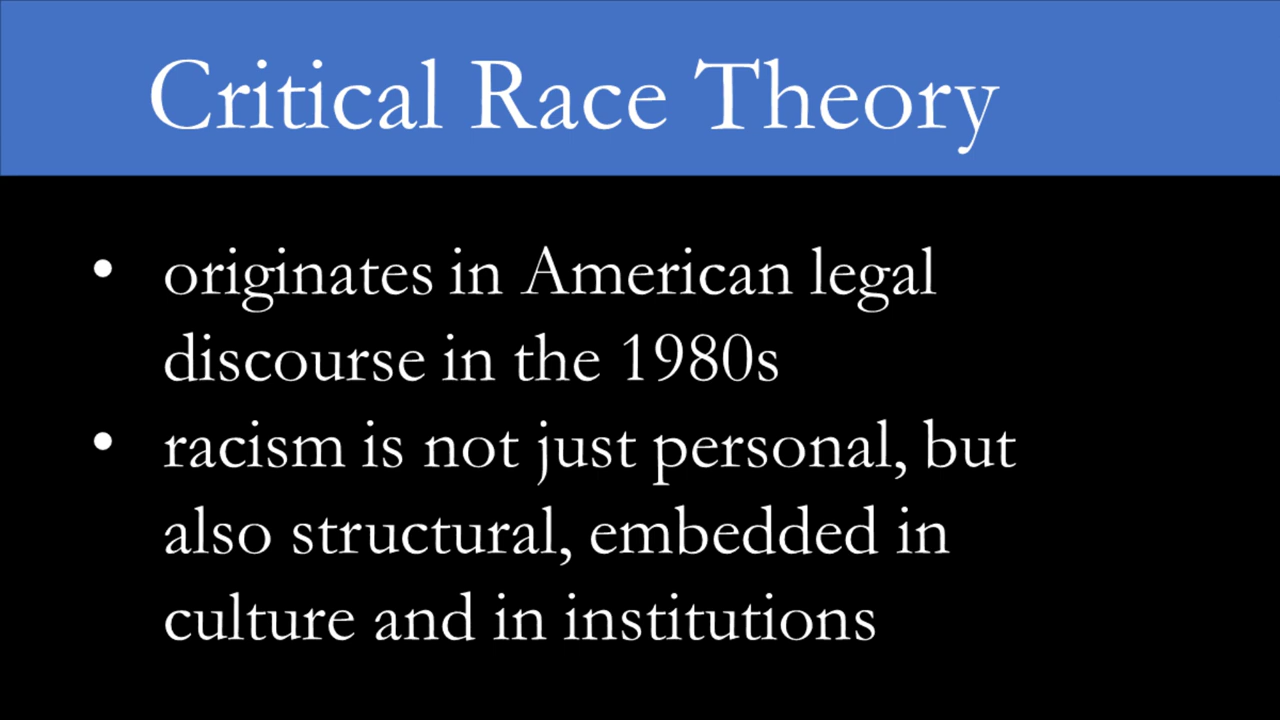 Critical Race Theory
• originates in American legal
discourse in the 1980s
• racism is not just personal, but
also structural, embedded in
culture and in institutions